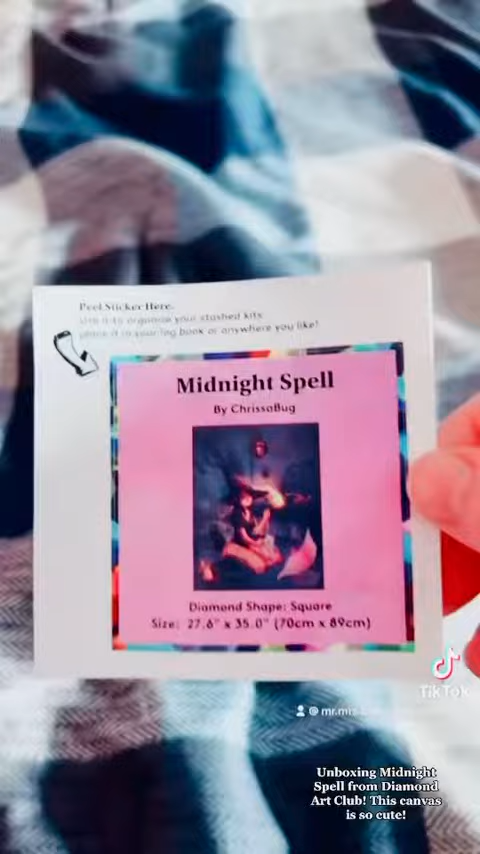 Peel Sticker Here.
Use it to organise your stashed kits
place it in your log book or anywhere you like!
Midnight Spell
By ChrissaBug
Diamond Shape: Square
Size: 27.6" x 35.0" (70cm x 89cm)
TikTok
Unboxing Midnight
Spell from Diamond
Art Club! This canvas
is so cute!